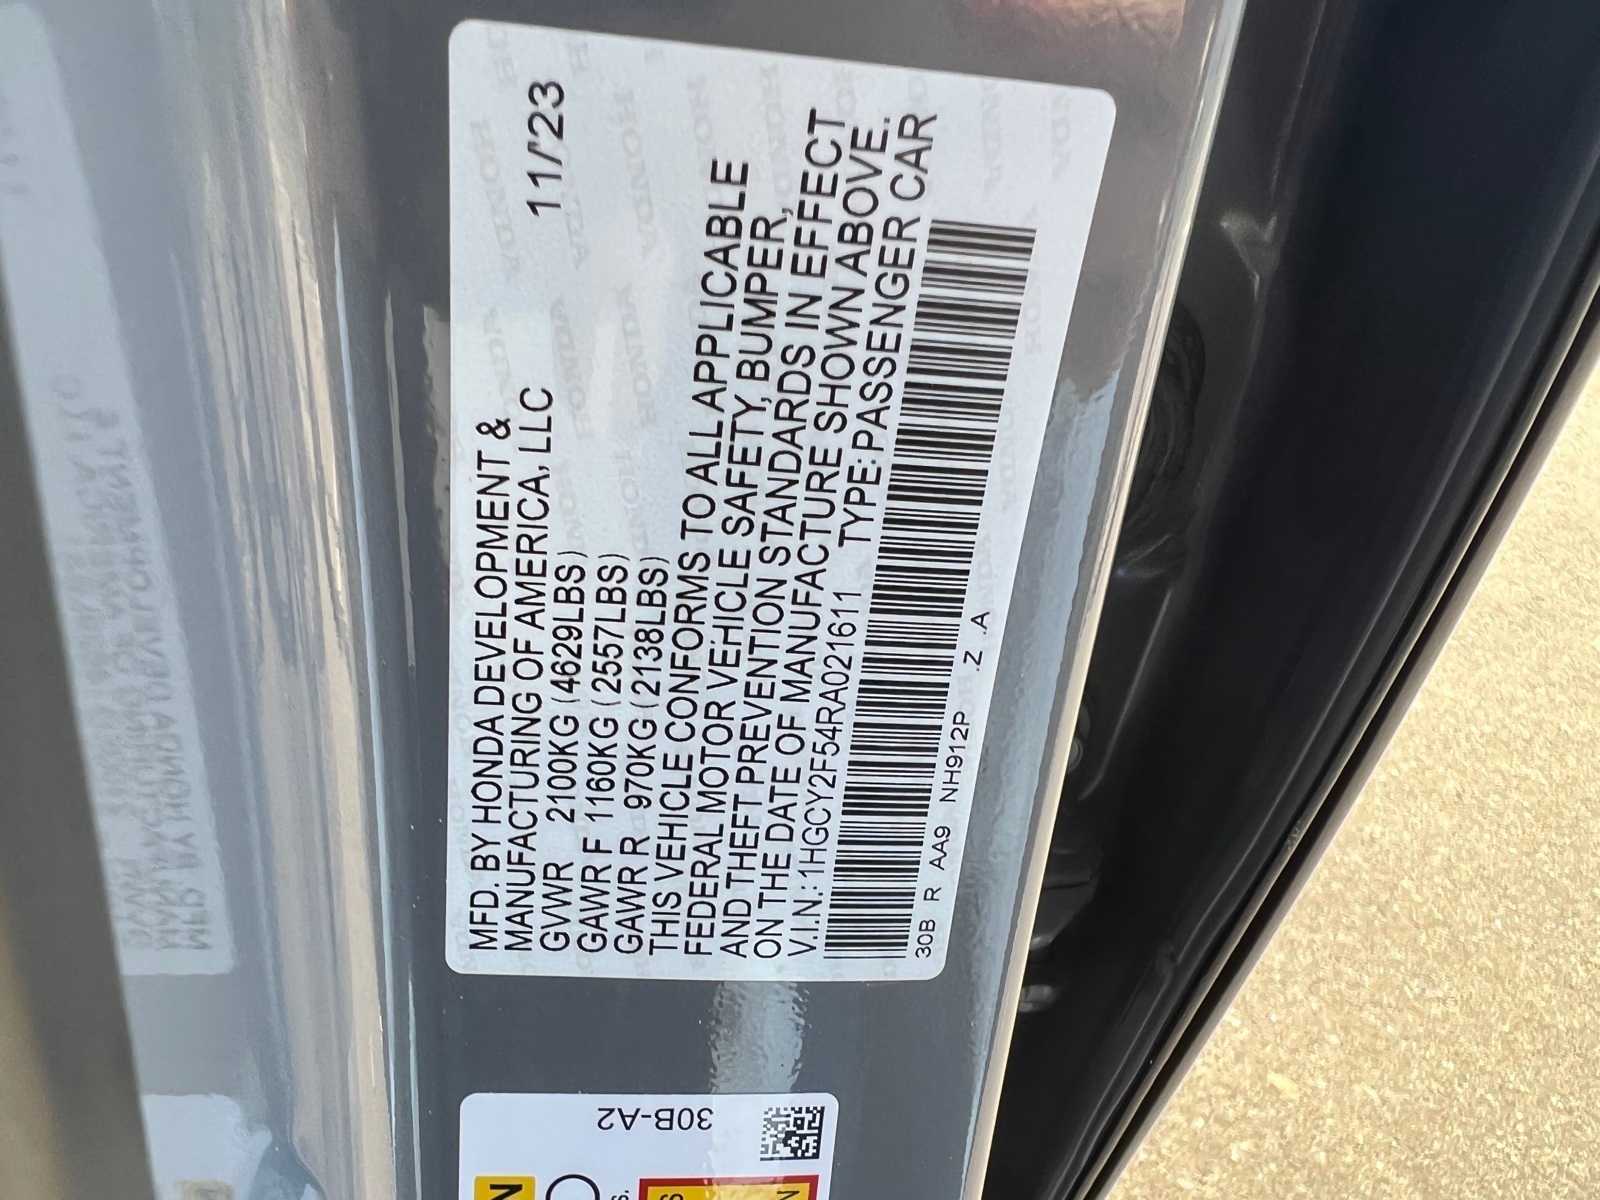 MFD. BY HONDA DEVELOPMENT &
MANUFACTURING OF AMERICA, LLC 11/23
GVWR 2100KG (4629LBS)
GAWR F 1160KG (2557LBS)
GAWR R 970KG (2138LBS)
THIS VEHICLE CONFORMS TO ALL APPLICABLE
FEDERAL MOTOR VEHICLE SAFETY, BUMPER,
AND THEFT PREVENTION STANDARDS IN EFFECT
ON THE DATE OF MANUFACTURE SHOWN ABOVE.
V.I.N.: 1HGCY2F54RA021611 TYPE: PASSENGER CAR
30B R AA9 NH912P .Z .A
30B-A2